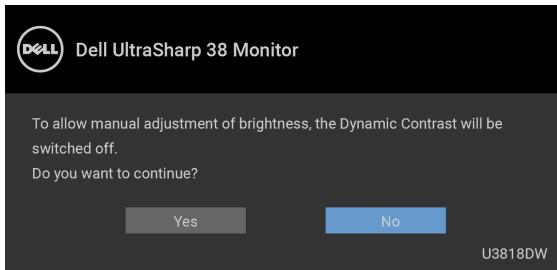 DELL
Dell UltraSharp 38 Monitor
To allow manual adjustment of brightness, the Dynamic Contrast will be
switched off.
Do you want to continue?
Yes
No
U3818DW